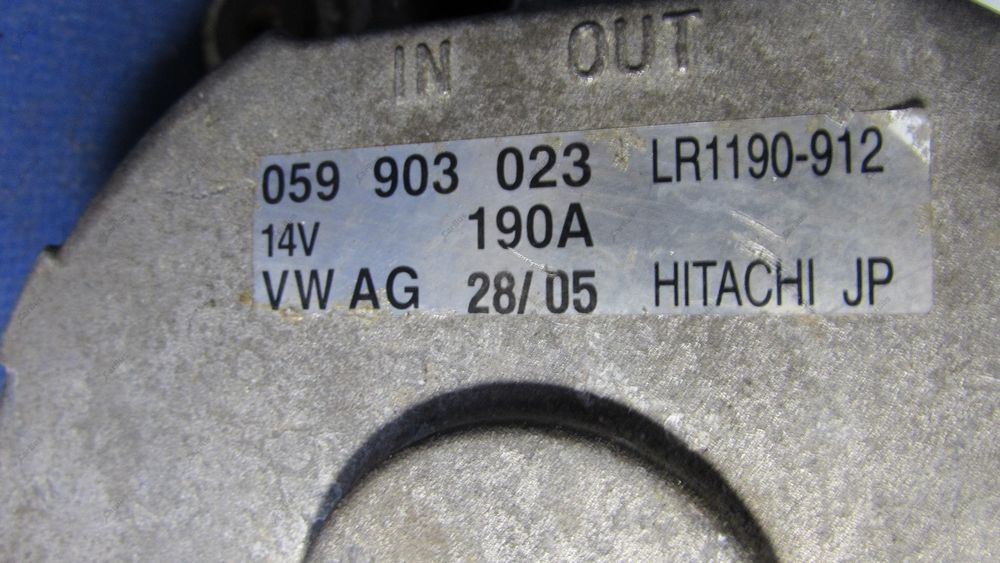 IN OUT
059 903 023 LR1190-912
14V 190A
VW AG 28/05 HITACHI JP